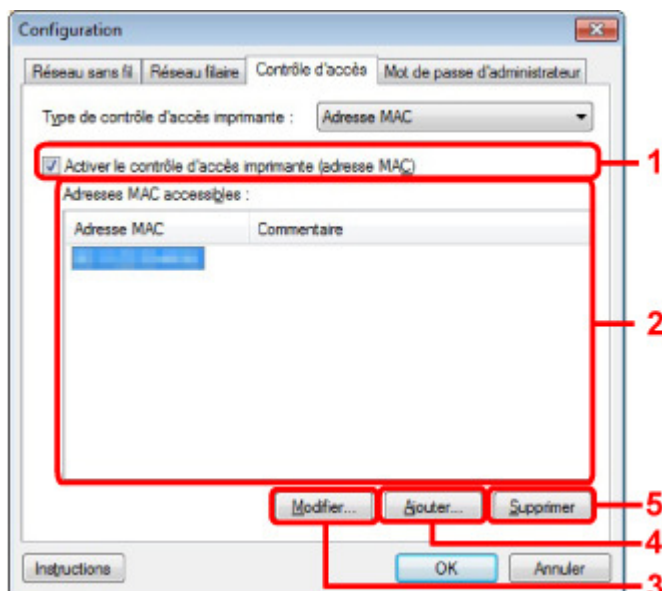 Configuration
Réseau sans fil Réseau filaire Contrôle d'accès Mot de passe d'administrateur
Type de contrôle d'accès imprimante : Adresse MAC
Activer le contrôle d'accès imprimante (adresse MAC) 1
Adresses MAC accessibles :
Adresse MAC Commentaire
2
Modifier... Ajouter... Supprimer 5
4
Instructions OK Annuler
3